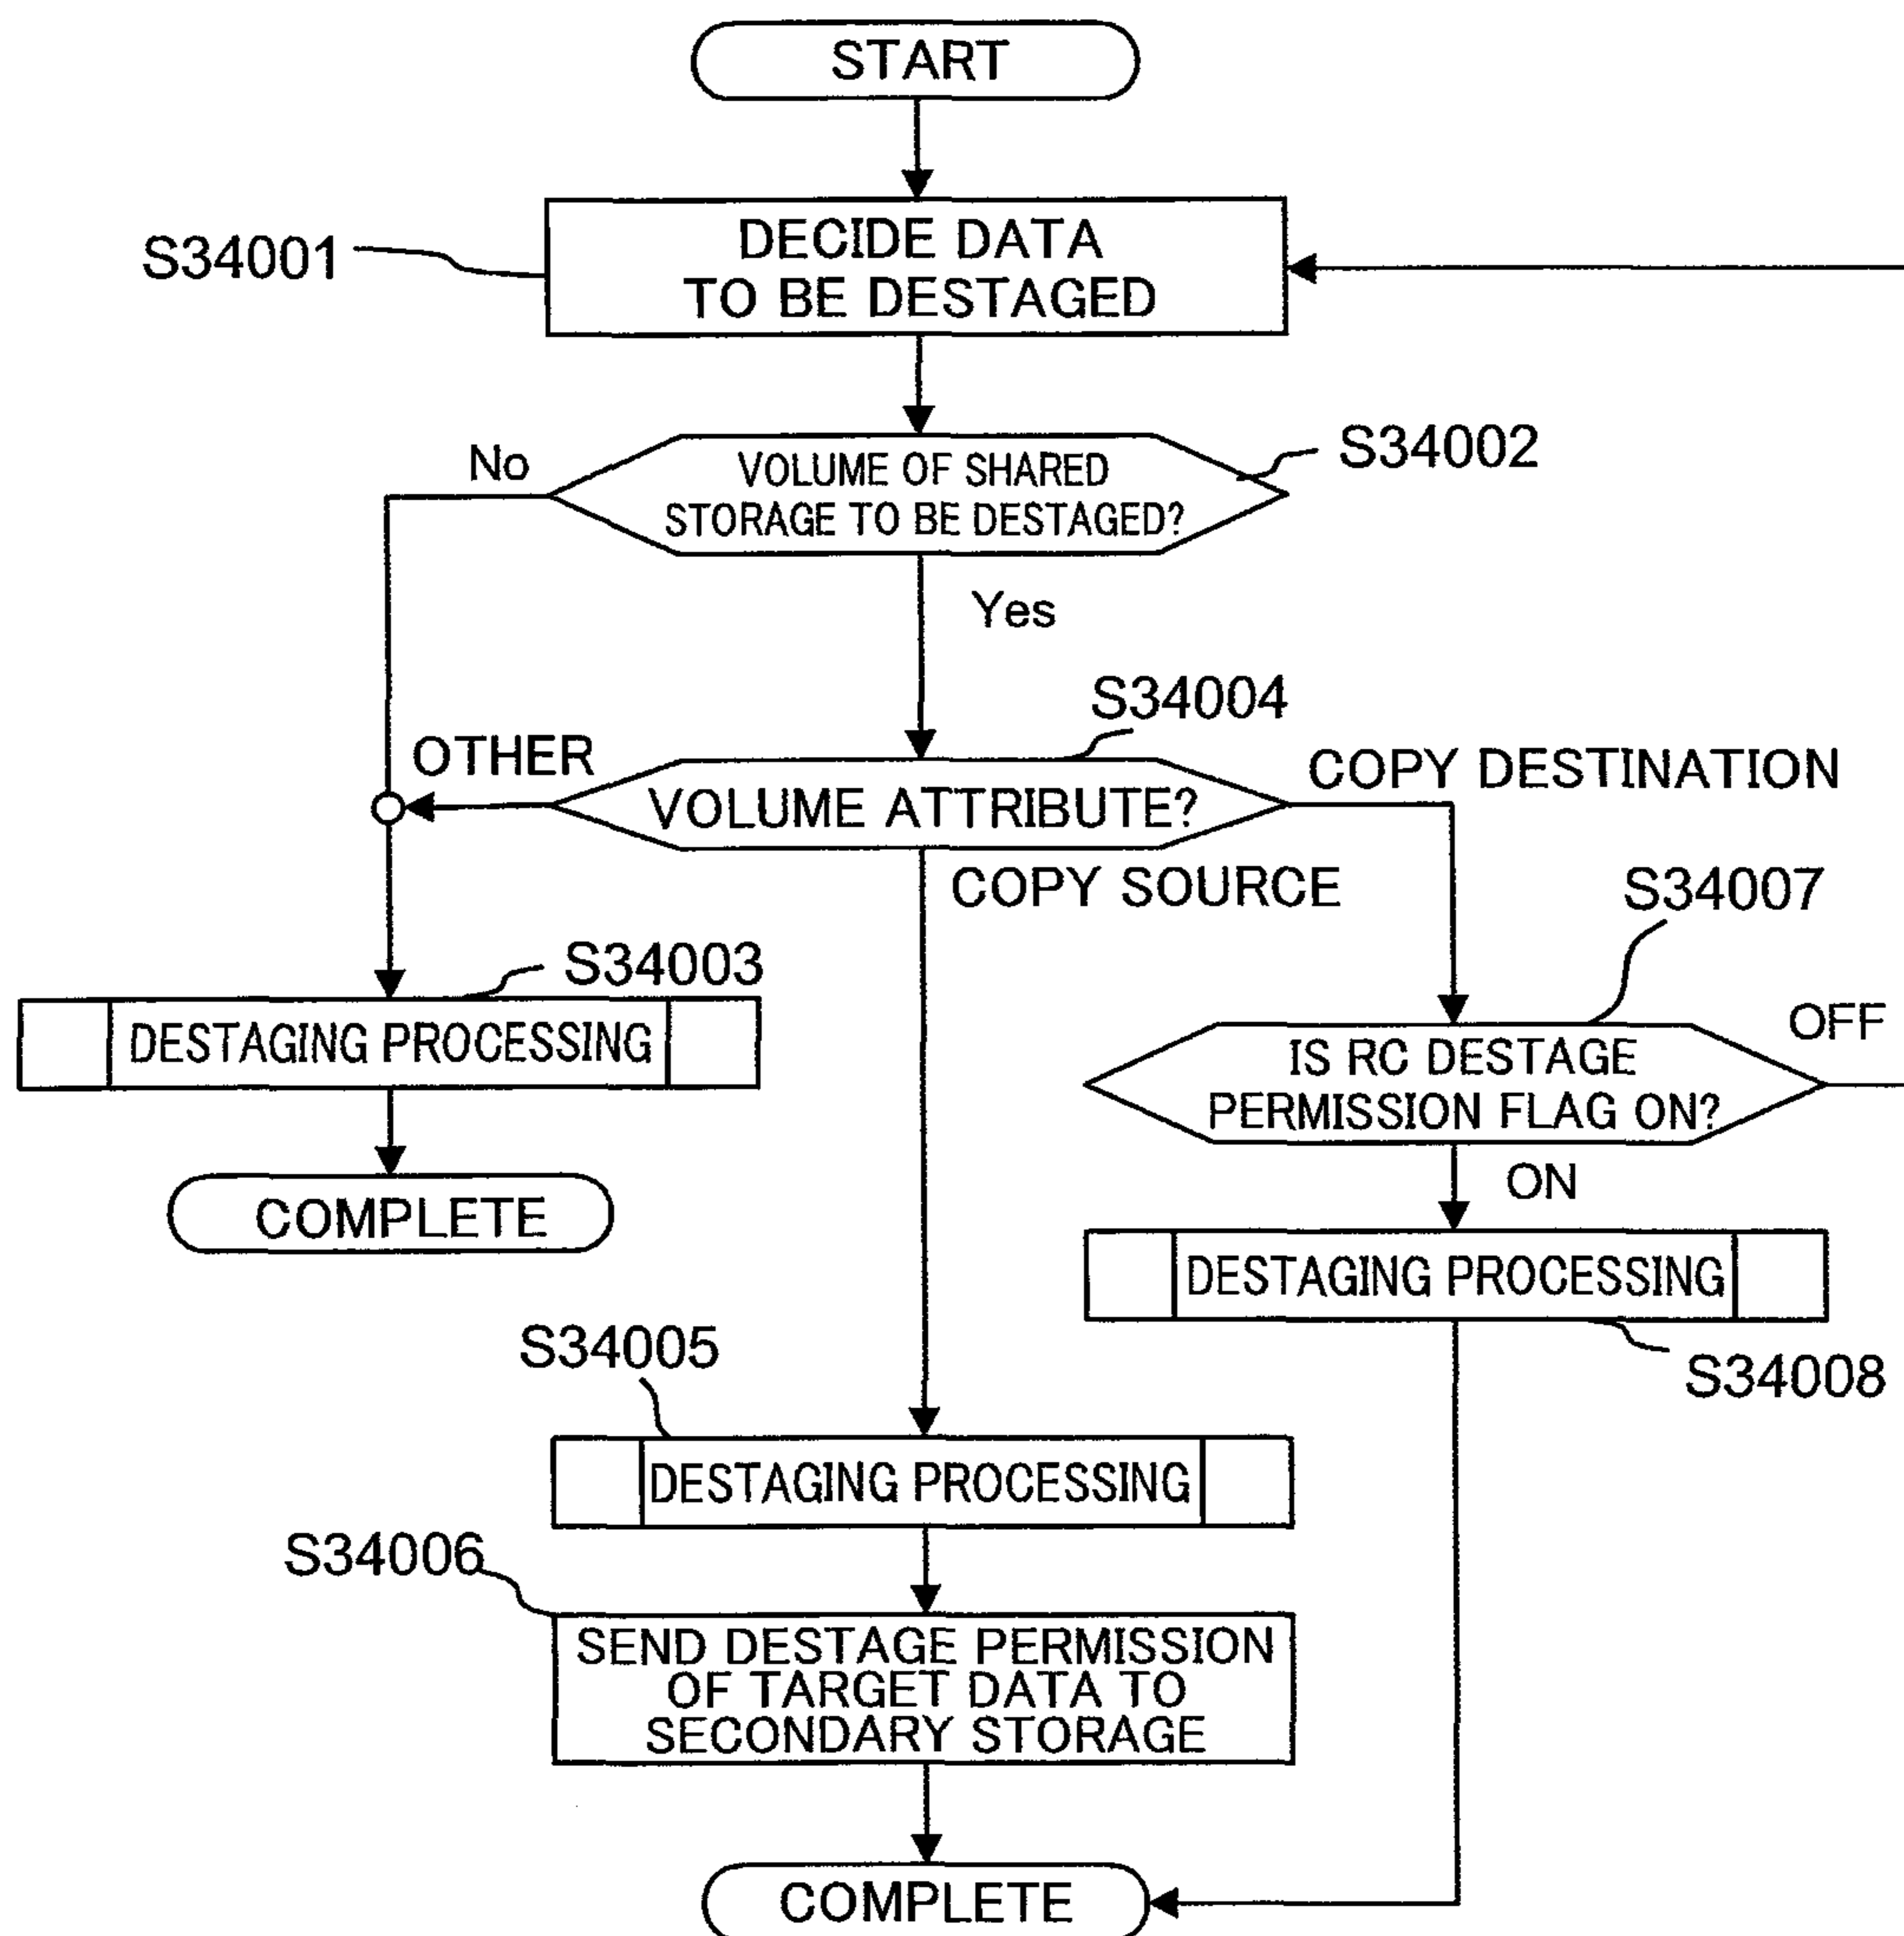 START
S34001
DECIDE DATA
TO BE DESTAGED
No
VOLUME OF SHARED
STORAGE TO BE DESTAGED?
S34002
Yes
S34004
OTHER
VOLUME ATTRIBUTE?
COPY DESTINATION
COPY SOURCE
S34007
S34003
DESTAGING PROCESSING
IS RC DESTAGE
PERMISSION FLAG ON?
OFF
ON
COMPLETE
DESTAGING PROCESSING
S34008
S34005
DESTAGING PROCESSING
S34006
SEND DESTAGE PERMISSION
OF TARGET DATA TO
SECONDARY STORAGE
COMPLETE